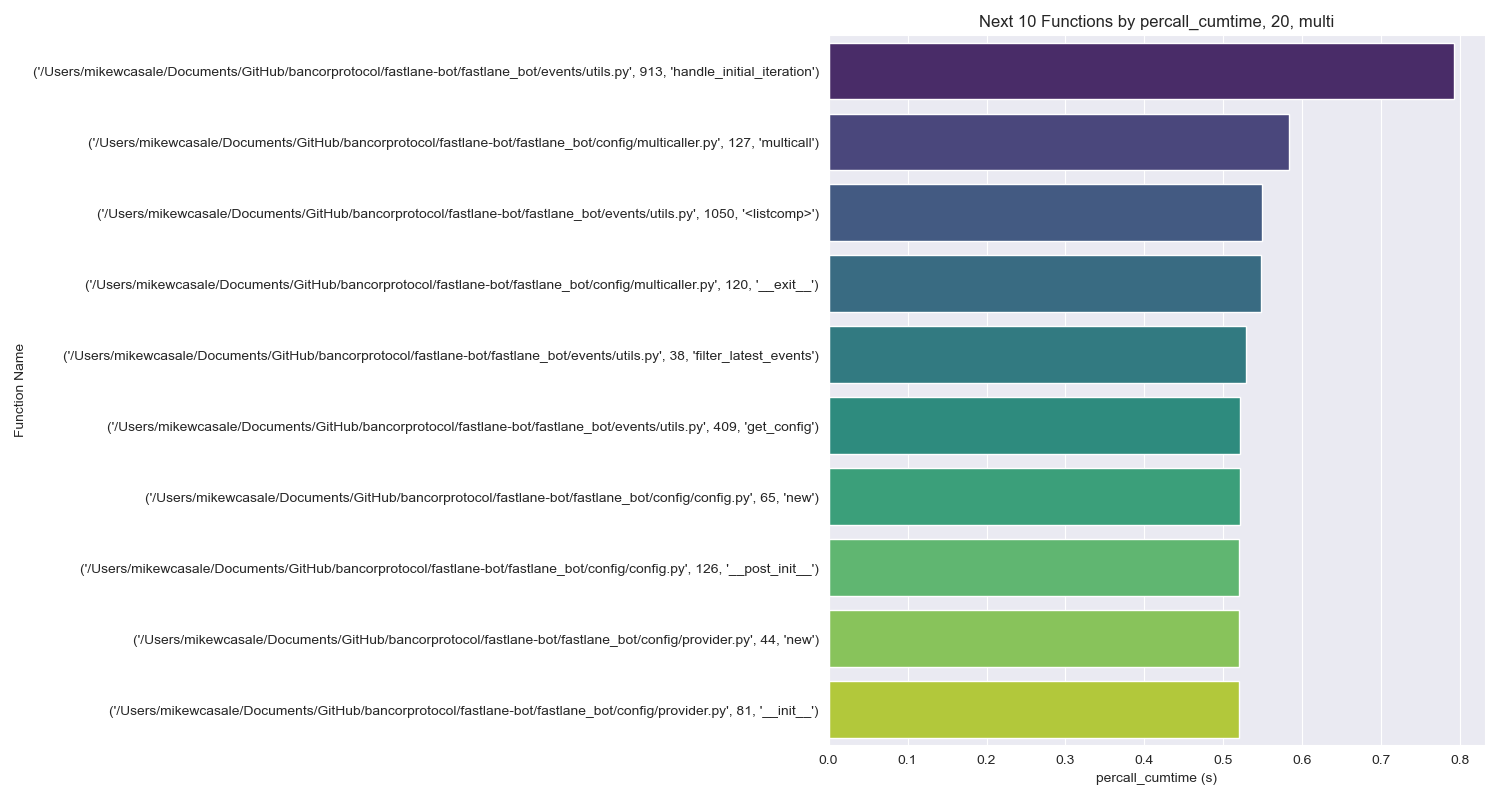 Next 10 Functions by percall_cumtime, 20, multi
('/Users/mikewcasale/Documents/GitHub/bancorprotocol/fastlane-bot/fastlane_bot/events/utils.py', 913, 'handle_initial_iteration')
('/Users/mikewcasale/Documents/GitHub/bancorprotocol/fastlane-bot/fastlane_bot/config/multicaller.py', 127, 'multicall')
('/Users/mikewcasale/Documents/GitHub/bancorprotocol/fastlane-bot/fastlane_bot/events/utils.py', 1050, '<listcomp>')
('/Users/mikewcasale/Documents/GitHub/bancorprotocol/fastlane-bot/fastlane_bot/config/multicaller.py', 120, '__exit__')
('/Users/mikewcasale/Documents/GitHub/bancorprotocol/fastlane-bot/fastlane_bot/events/utils.py', 38, 'filter_latest_events')
('/Users/mikewcasale/Documents/GitHub/bancorprotocol/fastlane-bot/fastlane_bot/events/utils.py', 409, 'get_config')
('/Users/mikewcasale/Documents/GitHub/bancorprotocol/fastlane-bot/fastlane_bot/config/config.py', 65, 'new')
('/Users/mikewcasale/Documents/GitHub/bancorprotocol/fastlane-bot/fastlane_bot/config/config.py', 126, '__post_init__')
('/Users/mikewcasale/Documents/GitHub/bancorprotocol/fastlane-bot/fastlane_bot/config/provider.py', 44, 'new')
('/Users/mikewcasale/Documents/GitHub/bancorprotocol/fastlane-bot/fastlane_bot/config/provider.py', 81, '__init__')
Function Name
0.0 0.1 0.2 0.3 0.4 0.5 0.6 0.7 0.8
percall_cumtime (s)